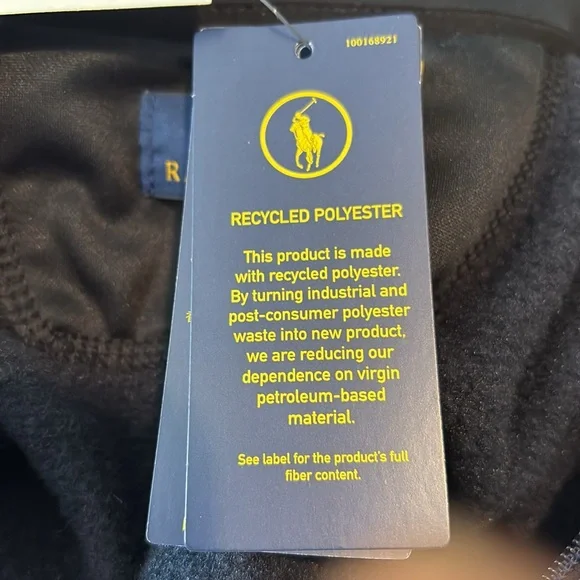 100168921
R
RECYCLED POLYESTER
This product is made
with recycled polyester.
By turning industrial and
post-consumer polyester
waste into new product,
we are reducing our
dependence on virgin
petroleum-based
material.
See label for the product's full
fiber content.